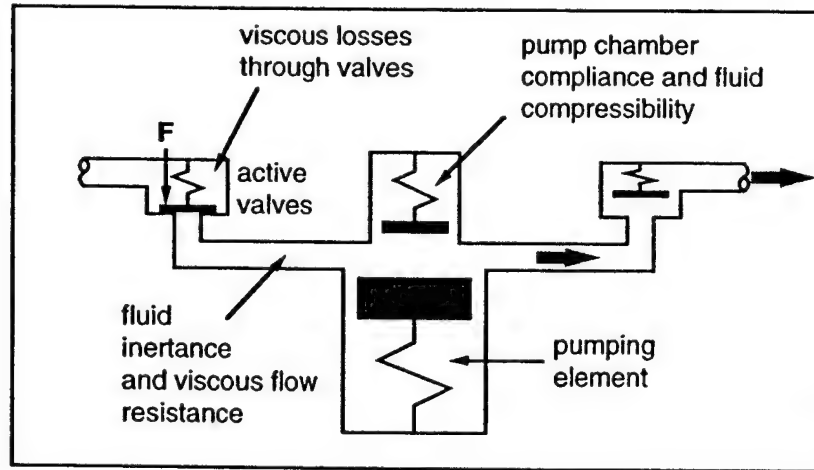 viscous losses
through valves
pump chamber
compliance and fluid
compressibility
F
active
valves
fluid
inertance
and viscous flow
resistance
pumping
element